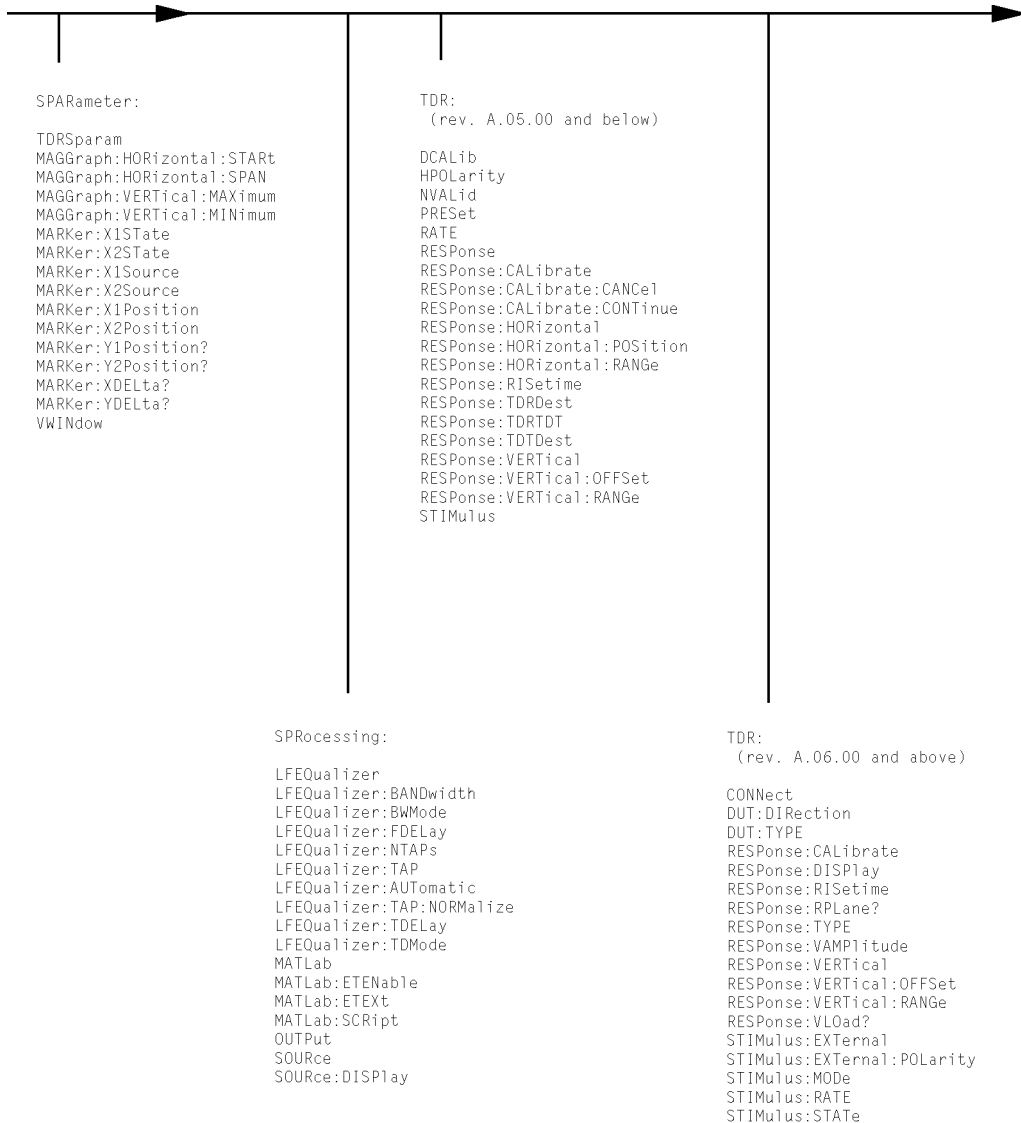 SPARameter:
TDRSparam
MAGGraph:HORizontal:STARt
MAGGraph:HORizontal:SPAN
MAGGraph:VERTical:MAXimum
MAGGraph:VERTical:MINimum
MARKer:X1STate
MARKer:X2STate
MARKer:X1Source
MARKer:X2Source
MARKer:X1Position
MARKer:X2Position
MARKer:Y1Position?
MARKer:Y2Position?
MARKer:XDELta?
MARKer:YDELta?
VWINdow
TDR:
(rev. A.05.00 and below)
DCALib
HPOLarity
NVALid
PRESet
RATE
RESPonse
RESPonse:CALibrate
RESPonse:CALibrate:CANCel
RESPonse:CALibrate:CONTinue
RESPonse:HORizontal
RESPonse:HORizontal:POSition
RESPonse:HORizontal:RANGe
RESPonse:RISetime
RESPonse:TDRDest
RESPonse:TDRTDT
RESPonse:TDTDest
RESPonse:VERTical
RESPonse:VERTical:OFFSet
RESPonse:VERTical:RANGe
STIMulus
SPRocessing:
LFEQualizer
LFEQualizer:BANDwidth
LFEQualizer:BWMode
LFEQualizer:FDELay
LFEQualizer:NTAPs
LFEQualizer:TAP
LFEQualizer:AUTomatic
LFEQualizer:TAP:NORMalize
LFEQualizer:TDELay
LFEQualizer:TDMode
MATLab
MATLab:ETENable
MATLab:ETEXt
MATLab:SCRipt
OUTPut
SOURce
SOURce:DISPlay
TDR:
(rev. A.06.00 and above)
CONNect
DUT:DIRection
DUT:TYPE
RESPonse:CALibrate
RESPonse:DISPlay
RESPonse:RISetime
RESPonse:RPLane?
RESPonse:TYPE
RESPonse:VAMPlitude
RESPonse:VERTical
RESPonse:VERTical:OFFSet
RESPonse:VERTical:RANGe
RESPonse:VLOad?
STIMulus:EXTernal
STIMulus:EXTernal:POLarity
STIMulus:MODe
STIMulus:RATE
STIMulus:STATe